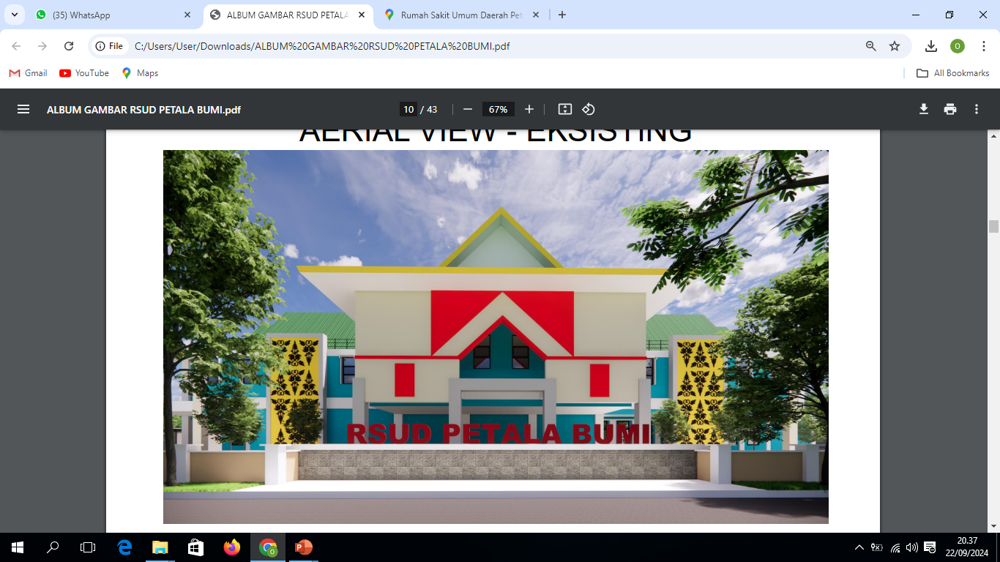 (35) WhatsApp
ALBUM GAMBAR RSUD PETALA
Rumah Sakit Umum Daerah Pet
File
C:/Users/User/Downloads/ALBUM%20GAMBAR%20RSUD%20PETALA%20BUMI.pdf
O
Gmail
YouTube
Maps
All Bookmarks
ALBUM GAMBAR RSUD PETALA BUMI.pdf
10 / 43
67%
AERIAL VIEW - EKSISTING
RSUD PETALA BUMI
20.37
22/09/2024